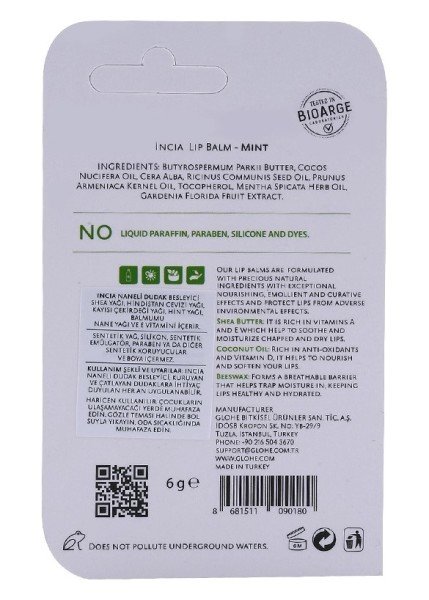 TESTED IN
BIOARGE
LABORATORIES
INCIA LIP BALM - MINT
INGREDIENTS: BUTYROSPERMUM PARKII BUTTER, COCOS
NUCIFERA OIL, CERA ALBA, RICINUS COMMUNIS SEED OIL, PRUNUS
ARMENIACA KERNEL OIL, TOCOPHEROL, MENTHA SPICATA HERB OIL,
GARDENIA FLORIDA FRUIT EXTRACT.
NO LIQUID PARAFFIN, PARABEN, SILICONE AND DYES.
INCIA NANELİ DUDAK BESLEYİCİ
SHEA YAĞI, HİNDİSTAN CEVİZİ YAĞI,
KAYISI ÇEKİRDEĞİ YAĞI, HİNT YAĞI,
BALMUMU
NANE YAĞI VE E VİTAMİNİ İÇERİR.
SENTETİK YAĞ, SİLİKON, SENTETİK
EMÜLGATÖR, PARABEN YA DA DİĞER
SENTETİK KORUYUCULAR
VE BOYA İÇERMEZ.
KULLANIM ŞEKLİ VE UYARILAR: INCIA
NANELİ DUDAK BESLEYİCİ, KURUYAN
VE ÇATLAYAN DUDAKLARA İHTİYAÇ
DUYULAN HER AN UYGULANABİLİR.
HARİCEN KULLANILIR. ÇOCUKLARIN
ULAŞAMAYACAĞI YERDE MUHAFAZA
EDİN. GÖZLE TEMASI HALİNDE BOL
SUYLA YIKAYIN. ODA SICAKLIĞINDA
MUHAFAZA EDİN.
OUR LIP BALMS ARE FORMULATED
WITH PRECIOUS NATURAL
INGREDIENTS WITH EXCEPTIONAL
NOURISHING, EMOLLIENT AND CURATIVE
EFFECTS AND PROTECT LIPS FROM ADVERSE
ENVIRONMENTAL EFFECTS.
SHEA BUTTER: IT IS RICH IN VITAMINS A
AND E WHICH HELP TO SMOOTH AND
MOISTURIZE CHAPPED AND DRY LIPS.
COCONUT OIL: RICH IN ANTI-OXIDANTS
AND VITAMIN D, IT HELPS TO NOURISH
AND SOFTEN YOUR LIPS.
BEESWAX: FORMS A BREATHABLE BARRIER
THAT HELPS TRAP MOISTURE IN, KEEPING
LIPS HEALTHY AND HYDRATED.
MANUFACTURER
GLOHE BITKISEL ÜRÜNLER SAN. TİC. A.Ş.
IDOSB KROPON SK. NO: YB-29/9
TUZLA, İSTANBUL, TURKEY
PHONE: +90 216 504 3670
SUPPORT@GLOHE.COM.TR
WWW.GLOHE.COM
MADE IN TURKEY
6 g e
8 681511 090180
6M
DOES NOT POLLUTE UNDERGROUND WATERS.